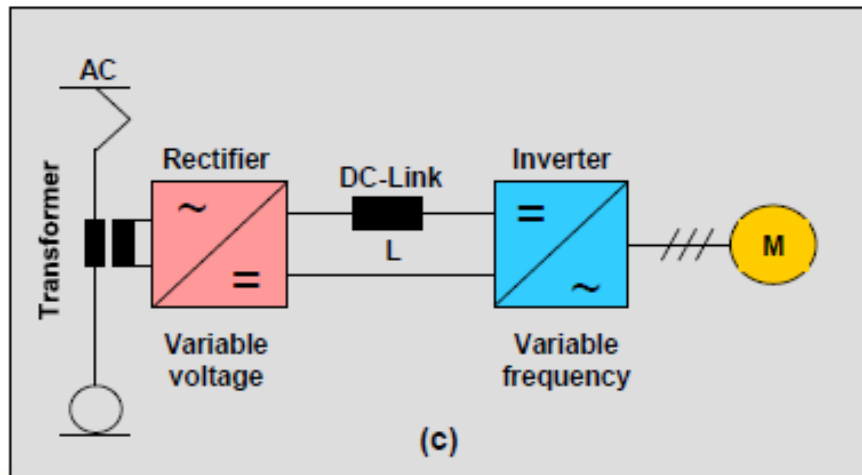 AC
Transformer
Rectifier
DC-Link
Inverter
~
=
L
=
~
M
Variable
voltage
Variable
frequency
(c)